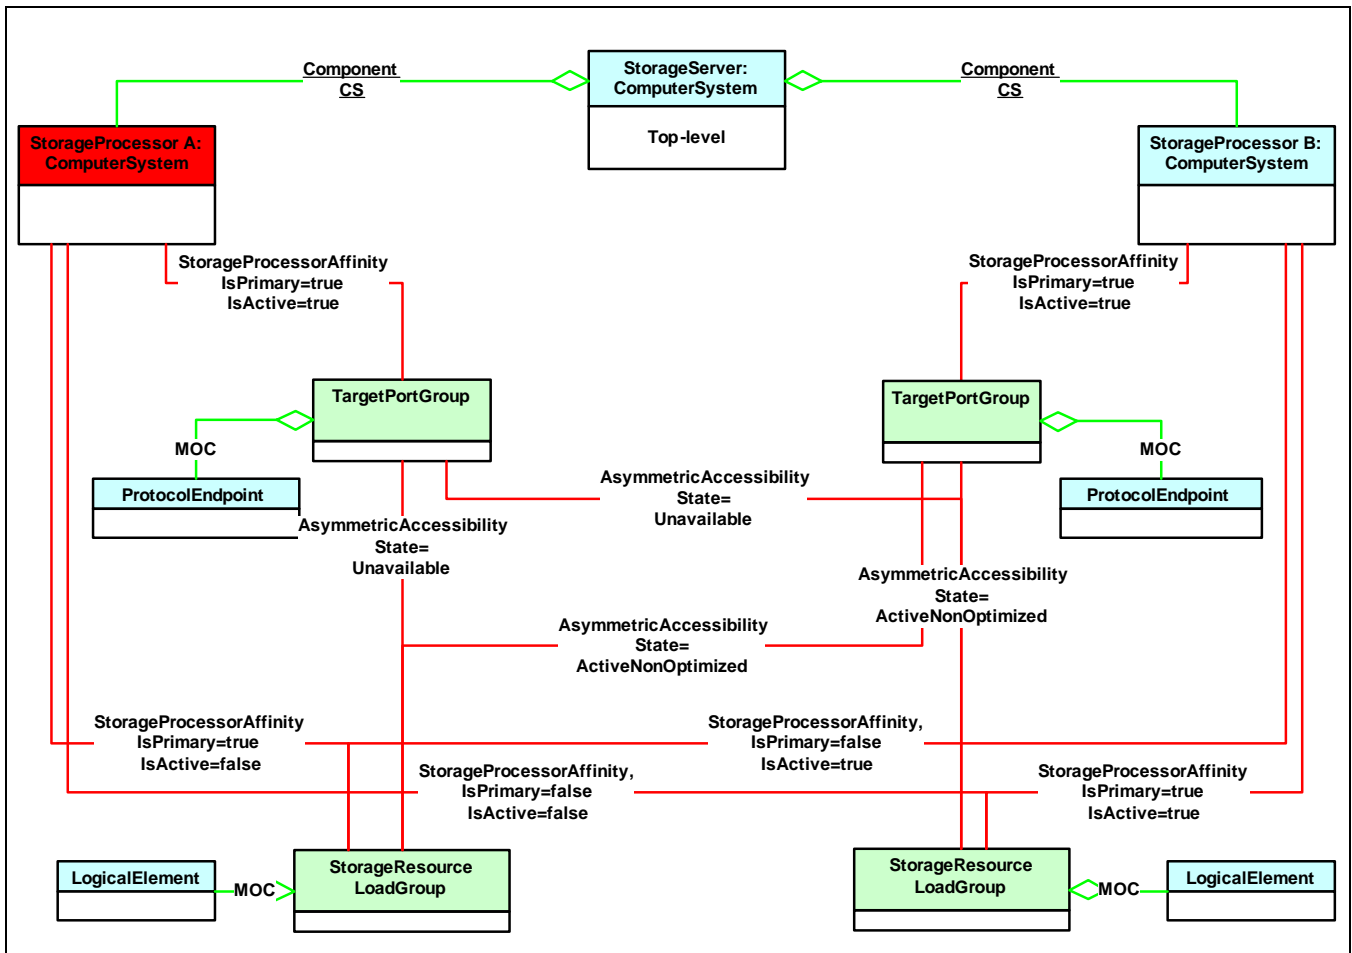 Component
CS
StorageServer:
ComputerSystem
Top-level
Component
CS
StorageProcessor A:
ComputerSystem
StorageProcessor B:
ComputerSystem
StorageProcessorAffinity
IsPrimary=true
IsActive=true
StorageProcessorAffinity
IsPrimary=true
IsActive=true
TargetPortGroup
TargetPortGroup
MOC
MOC
ProtocolEndpoint
ProtocolEndpoint
AsymmetricAccessibility
State=
Unavailable
AsymmetricAccessibility
State=
Unavailable
AsymmetricAccessibility
State=
ActiveNonOptimized
AsymmetricAccessibility
State=
ActiveNonOptimized
StorageProcessorAffinity
IsPrimary=true
IsActive=false
StorageProcessorAffinity,
IsPrimary=false
IsActive=true
StorageProcessorAffinity,
IsPrimary=false
IsActive=false
StorageProcessorAffinity
IsPrimary=true
IsActive=true
LogicalElement
MOC
StorageResource
LoadGroup
StorageResource
LoadGroup
MOC
LogicalElement